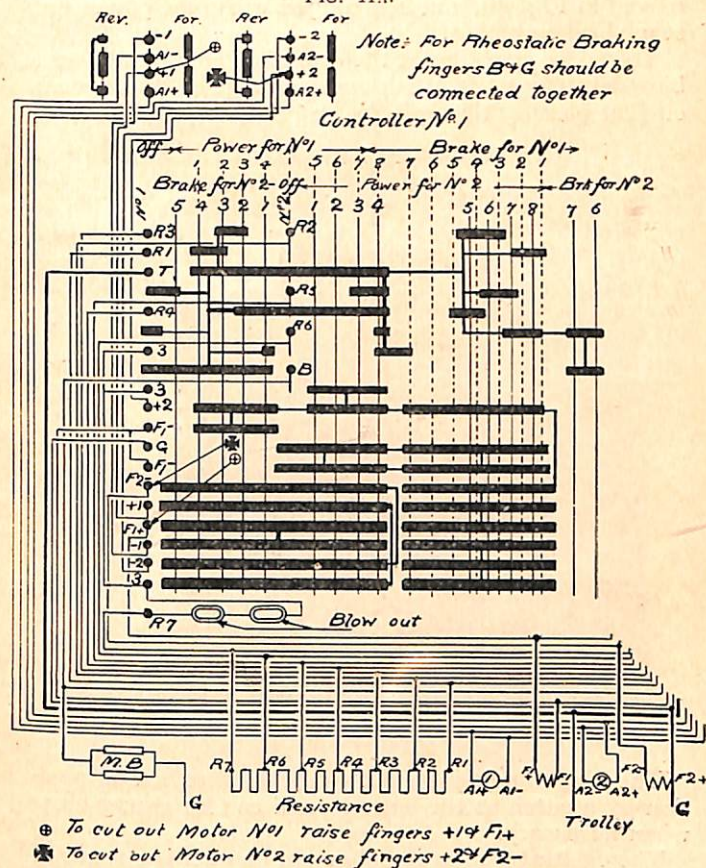 Rev. For. Rev For
-1 -2
A1- A2-
+1 +2
A1+ A2+
Note: For Rheostatic Braking
fingers B & G should be
connected together
Controller No. 1
Off Power for No 1 Brake for No 1
1 2 3 4 5 6 7 8 7 6 5 4 3 2 1
Brake for No 2 - Off Power for No 2 Brk for No 2
No 1 5 4 3 2 1 No 2 1 2 3 4 5 6 7 8 7 6
R3 R2
R1
T
R5
R4
R6
3
B
3
+2
F1-
G
F1-
F2-
+1
F1+
-1
-2
3
R7 Blow out
M.B
R7 R6 R5 R4 R3 R2 R1
A1+ A1- F1- A2- A2+ F2- F2+
G Resistance Trolley G
To cut out Motor No 1 raise fingers +1 & F1+
To cut out Motor No 2 raise fingers +2 & F2-